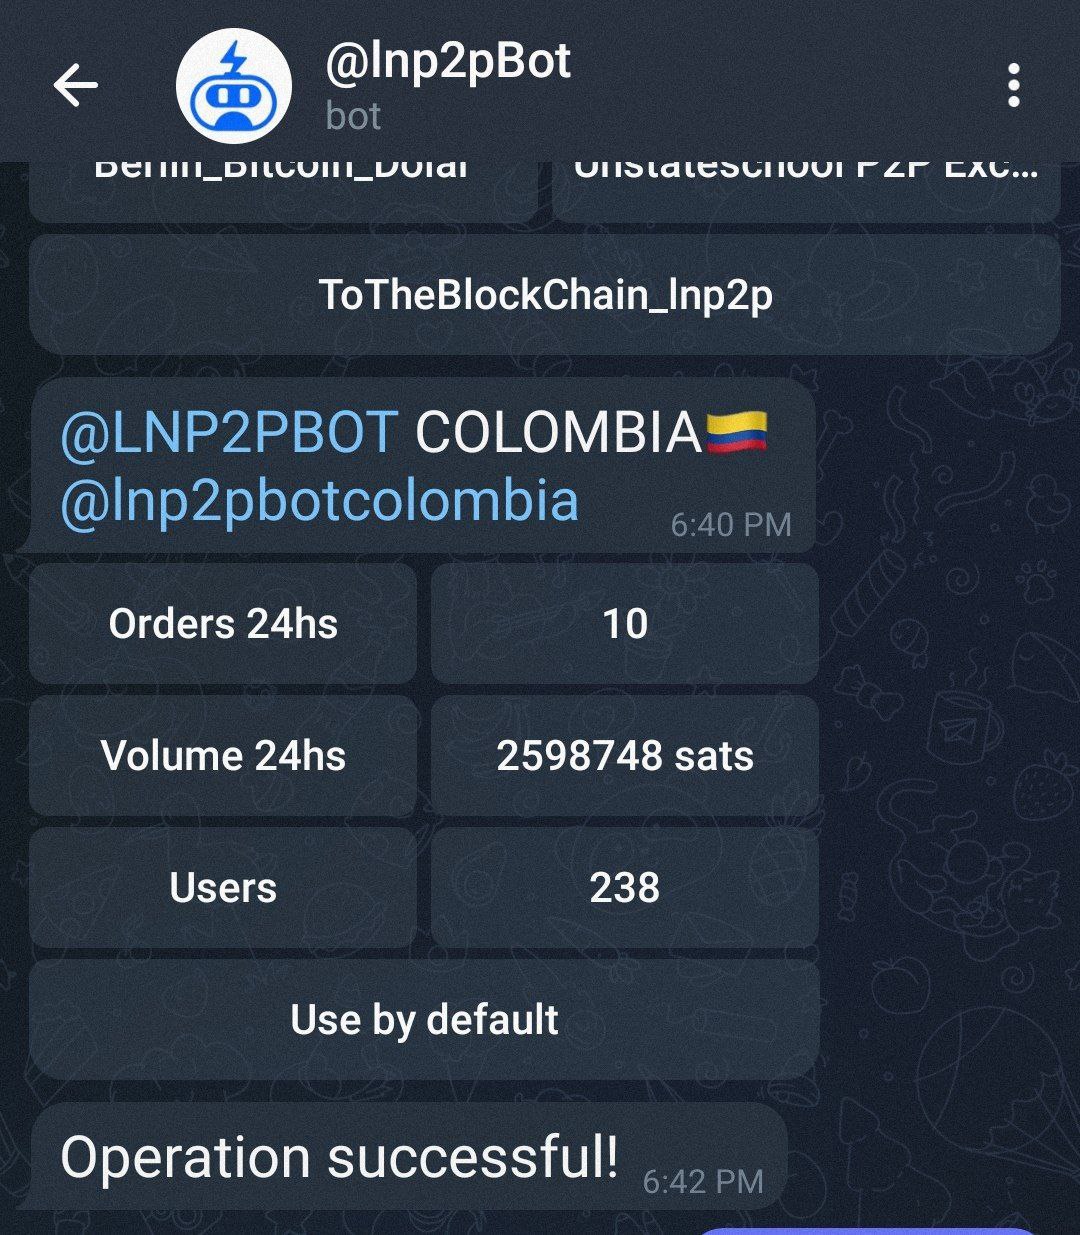 @lnp2pBot
bot
Berlin_Bitcoin_Dolar
Unstateschool P2P Exc...
ToTheBlockChain_lnp2p
@LNP2PBOT COLOMBIA🇨🇴
@lnp2pbotcolombia
6:40 PM
Orders 24hs
10
Volume 24hs
2598748 sats
Users
238
Use by default
Operation successful!
6:42 PM